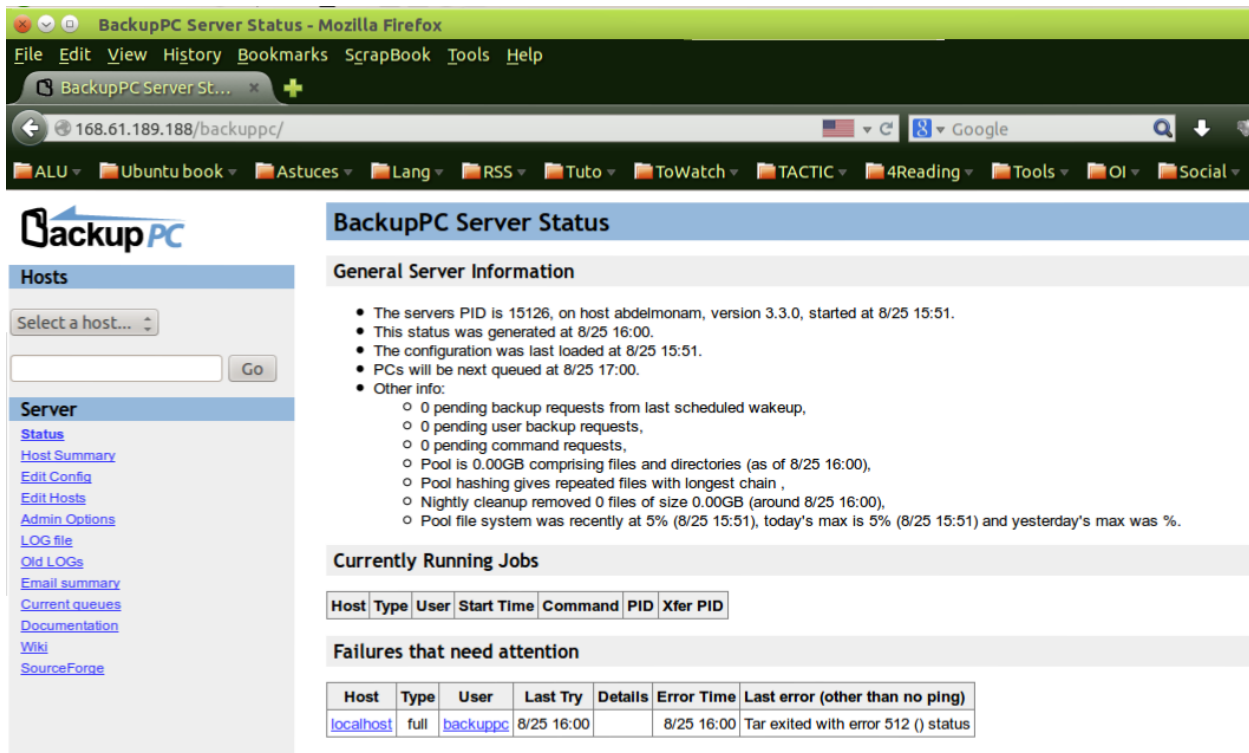 BackupPC Server Status - Mozilla Firefox
File Edit View History Bookmarks ScrapBook Tools Help
BackupPC Server St...
168.61.189.188/backuppc/
Google
ALU Ubuntu book Astuces Lang RSS Tuto ToWatch TACTIC 4Reading Tools OI Social
BackupPC
Hosts
Select a host...
Go
Server
Status
Host Summary
Edit Config
Edit Hosts
Admin Options
LOG file
Old LOGs
Email summary
Current queues
Documentation
Wiki
SourceForge
BackupPC Server Status
General Server Information
The servers PID is 15126, on host abdelmonam, version 3.3.0, started at 8/25 15:51.
This status was generated at 8/25 16:00.
The configuration was last loaded at 8/25 15:51.
PCs will be next queued at 8/25 17:00.
Other info:
0 pending backup requests from last scheduled wakeup,
0 pending user backup requests,
0 pending command requests,
Pool is 0.00GB comprising files and directories (as of 8/25 16:00),
Pool hashing gives repeated files with longest chain ,
Nightly cleanup removed 0 files of size 0.00GB (around 8/25 16:00),
Pool file system was recently at 5% (8/25 15:51), today's max is 5% (8/25 15:51) and yesterday's max was %.
Currently Running Jobs
Host Type User Start Time Command PID Xfer PID
Failures that need attention
Host Type User Last Try Details Error Time Last error (other than no ping)
localhost full backuppc 8/25 16:00 8/25 16:00 Tar exited with error 512 () status